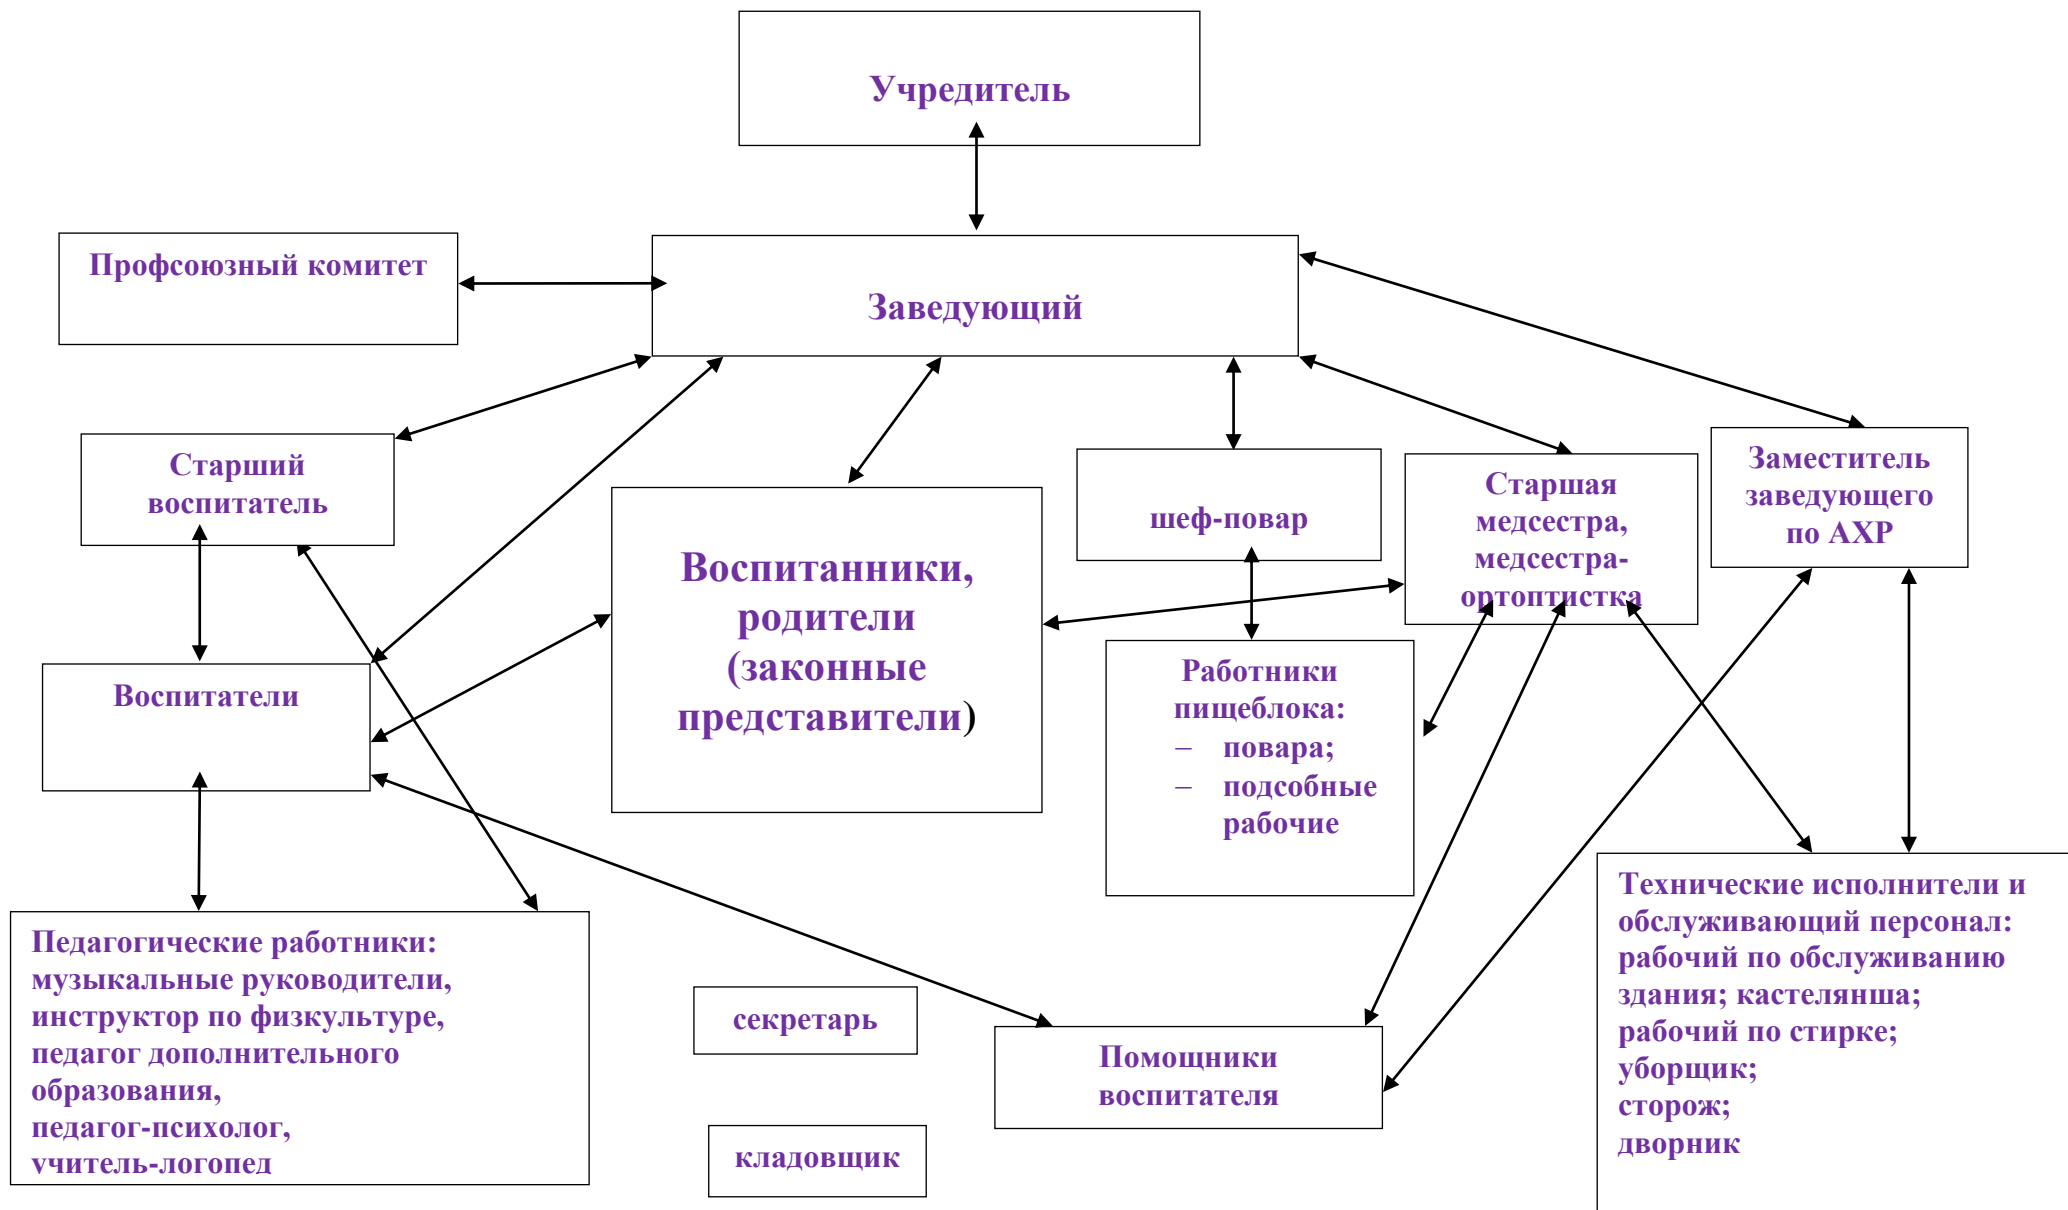 Учредитель
Профсоюзный комитет
Заведующий
Старший
воспитатель
Воспитанники,
родители
(законные
представители)
шеф-повар
Старшая
медсестра,
медсестра-
ортоптистка
Заместитель
заведующего
по АХР
Воспитатели
Работники
пищеблока:
– повара;
– подсобные
рабочие
Педагогические работники:
музыкальные руководители,
инструктор по физкультуре,
педагог дополнительного
образования,
педагог-психолог,
учитель-логопед
секретарь
кладовщик
Помощники
воспитателя
Технические исполнители и
обслуживающий персонал:
рабочий по обслуживанию
здания; кастелянша;
рабочий по стирке;
уборщик;
сторож;
дворник